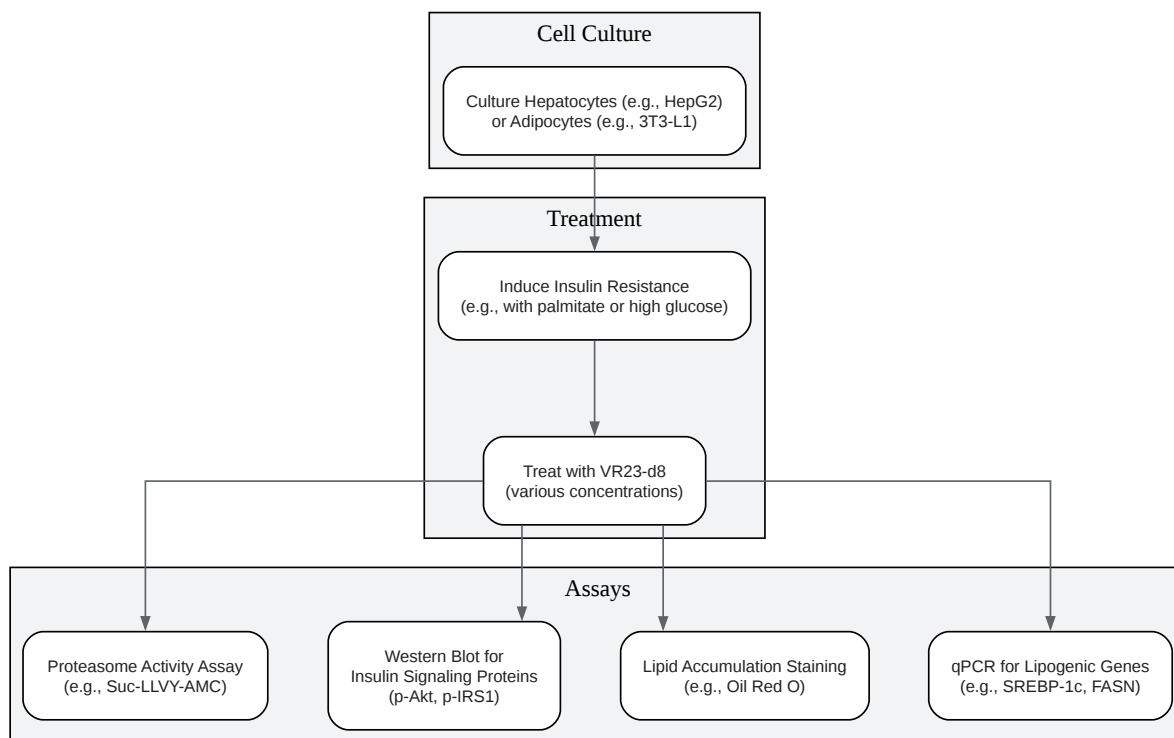 Cell Culture
Culture Hepatocytes (e.g., HepG2)
or Adipocytes (e.g., 3T3-L1)
Treatment
Induce Insulin Resistance
(e.g., with palmitate or high glucose)
Treat with VR23-d8
(various concentrations)
Assays
Proteasome Activity Assay
(e.g., Suc-LLVY-AMC)
Western Blot for
Insulin Signaling Proteins
(p-Akt, p-IRS1)
Lipid Accumulation Staining
(e.g., Oil Red O)
qPCR for Lipogenic Genes
(e.g., SREBP-1c, FASN)